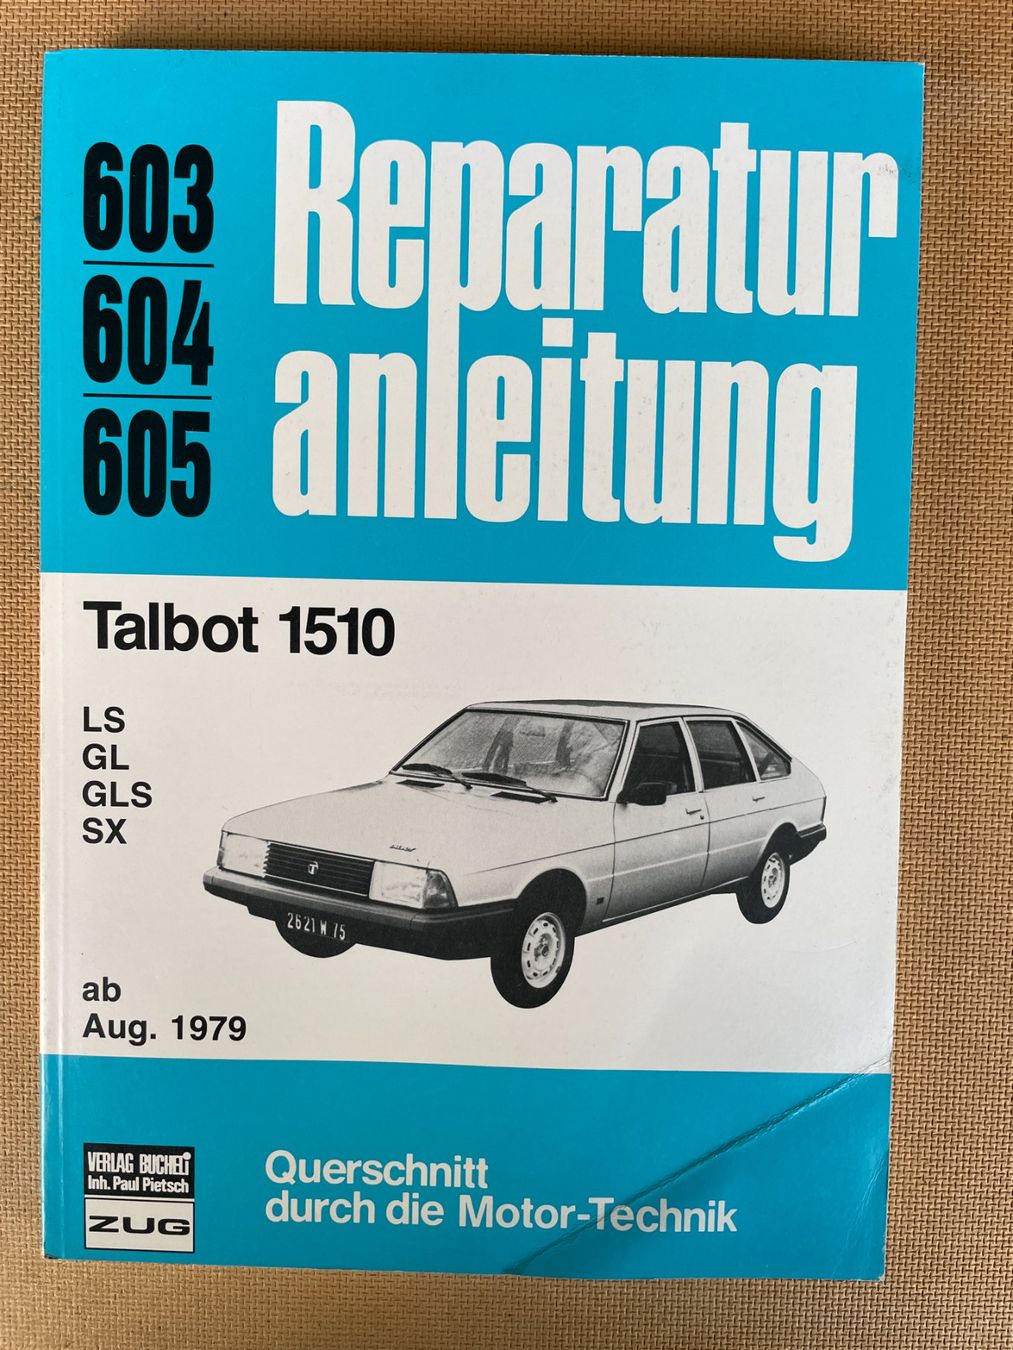 603
604
605
Reparatur
anleitung
Talbot 1510
LS
GL
GLS
SX
2621 W 75
ab
Aug. 1979
VERLAG BUCHELI
Inh. Paul Pietsch
ZUG
Querschnitt
durch die Motor-Technik